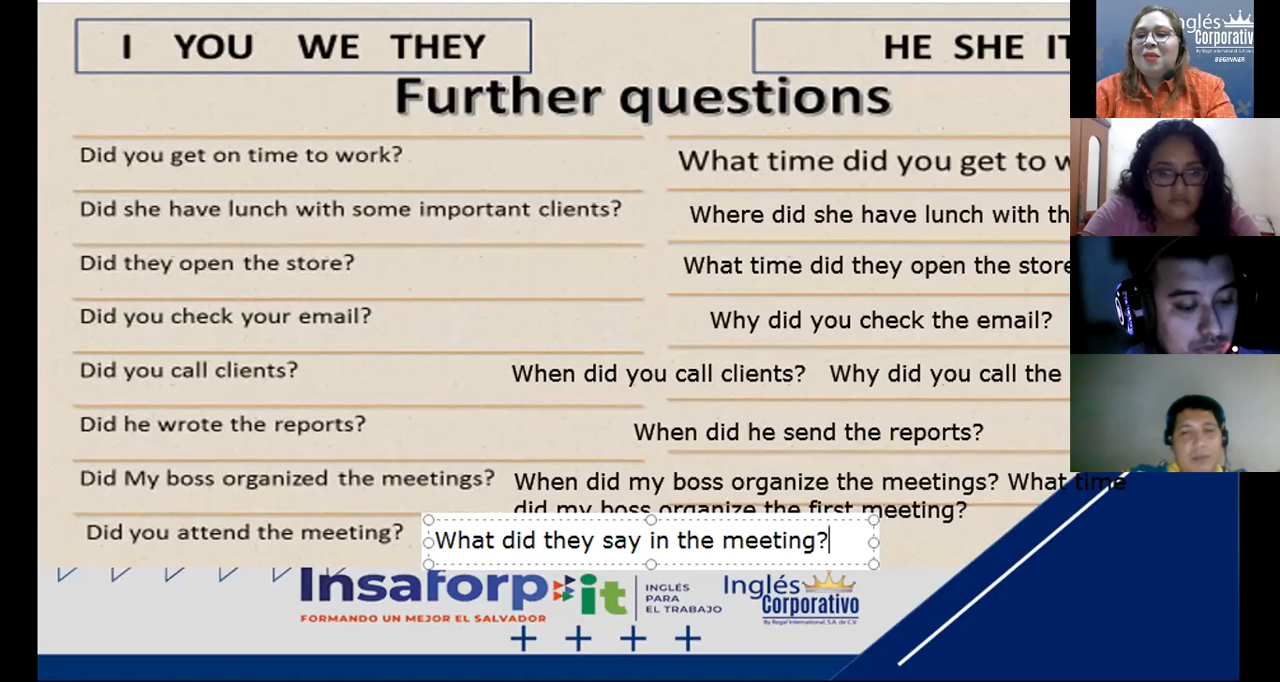 I YOU WE THEY
HE SHE IT
Further questions
Did you get on time to work?
What time did you get to
Did she have lunch with some important clients?
Where did she have lunch with
Did they open the store?
What time did they open the store
Did you check your email?
Why did you check the email?
Did you call clients?
When did you call clients? Why did you call the
Did he wrote the reports?
When did he send the reports?
Did My boss organized the meetings?
When did my boss organize the meetings? What time
did my boss organize the first meeting?
Did you attend the meeting?
What did they say in the meeting?
Insaforp
FORMANDO UN MEJOR EL SALVADOR
it
INGLÉS
PARA
EL TRABAJO
Inglés
Corporativo
By Regal International, S.A. de C.V.
nglés
Corporativ
BEGINNER